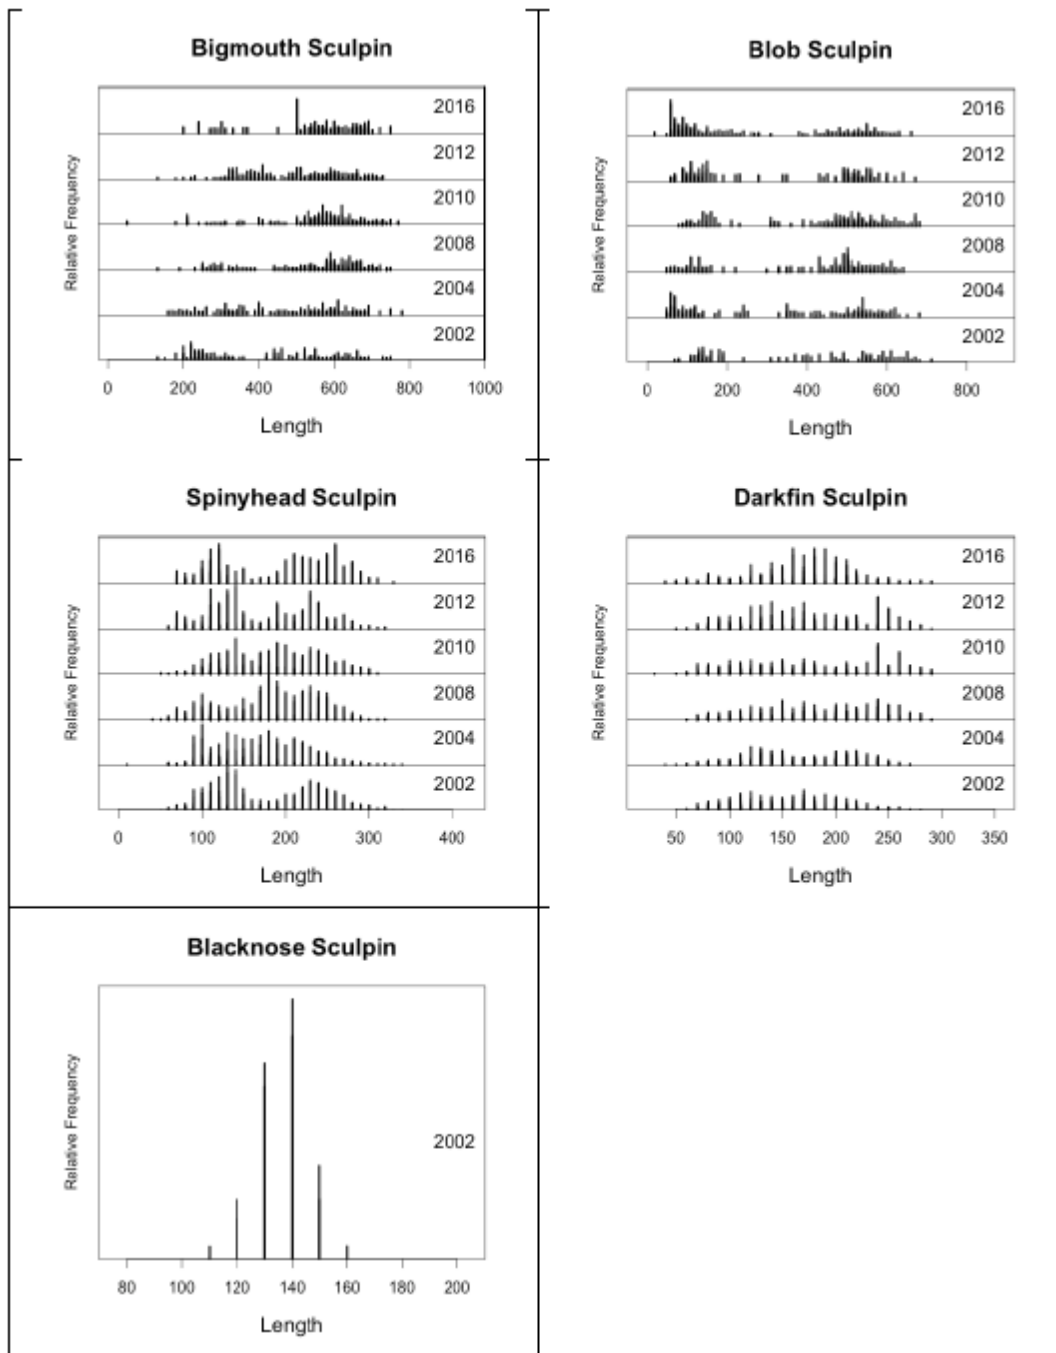 Bigmouth Sculpin
Relative Frequency
2016
2012
2010
2008
2004
2002
0 200 400 600 800 1000
Length
Blob Sculpin
Relative Frequency
2016
2012
2010
2008
2004
2002
0 200 400 600 800
Length
Spinyhead Sculpin
Relative Frequency
2016
2012
2010
2008
2004
2002
0 100 200 300 400
Length
Darkfin Sculpin
Relative Frequency
2016
2012
2010
2008
2004
2002
50 100 150 200 250 300 350
Length
Blacknose Sculpin
Relative Frequency
2002
80 100 120 140 160 180 200
Length